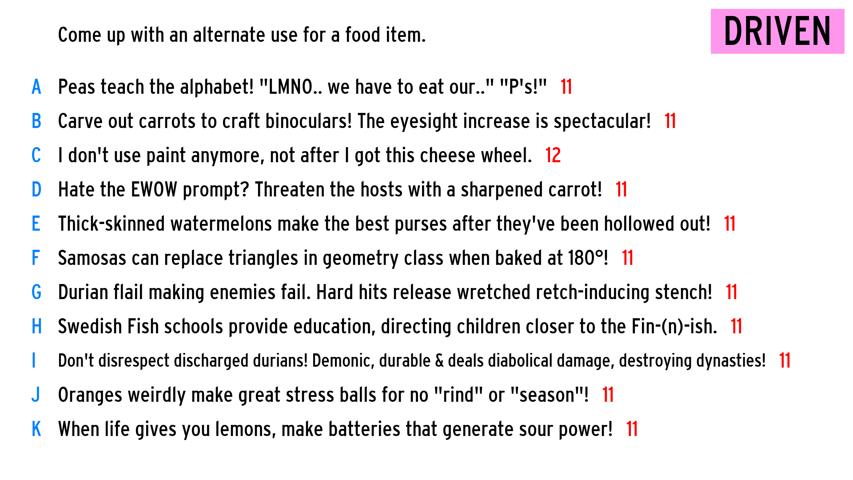 Come up with an alternate use for a food item.
DRIVEN
A Peas teach the alphabet! "LMNO.. we have to eat our.." "P's!" 11
B Carve out carrots to craft binoculars! The eyesight increase is spectacular! 11
C I don't use paint anymore, not after I got this cheese wheel. 12
D Hate the EWOW prompt? Threaten the hosts with a sharpened carrot! 11
E Thick-skinned watermelons make the best purses after they've been hollowed out! 11
F Samosas can replace triangles in geometry class when baked at 180°! 11
G Durian flail making enemies fail. Hard hits release wretched retch-inducing stench! 11
H Swedish Fish schools provide education, directing children closer to the Fin-(n)-ish. 11
I Don't disrespect discharged durians! Demonic, durable & deals diabolical damage, destroying dynasties! 11
J Oranges weirdly make great stress balls for no "rind" or "season"! 11
K When life gives you lemons, make batteries that generate sour power! 11